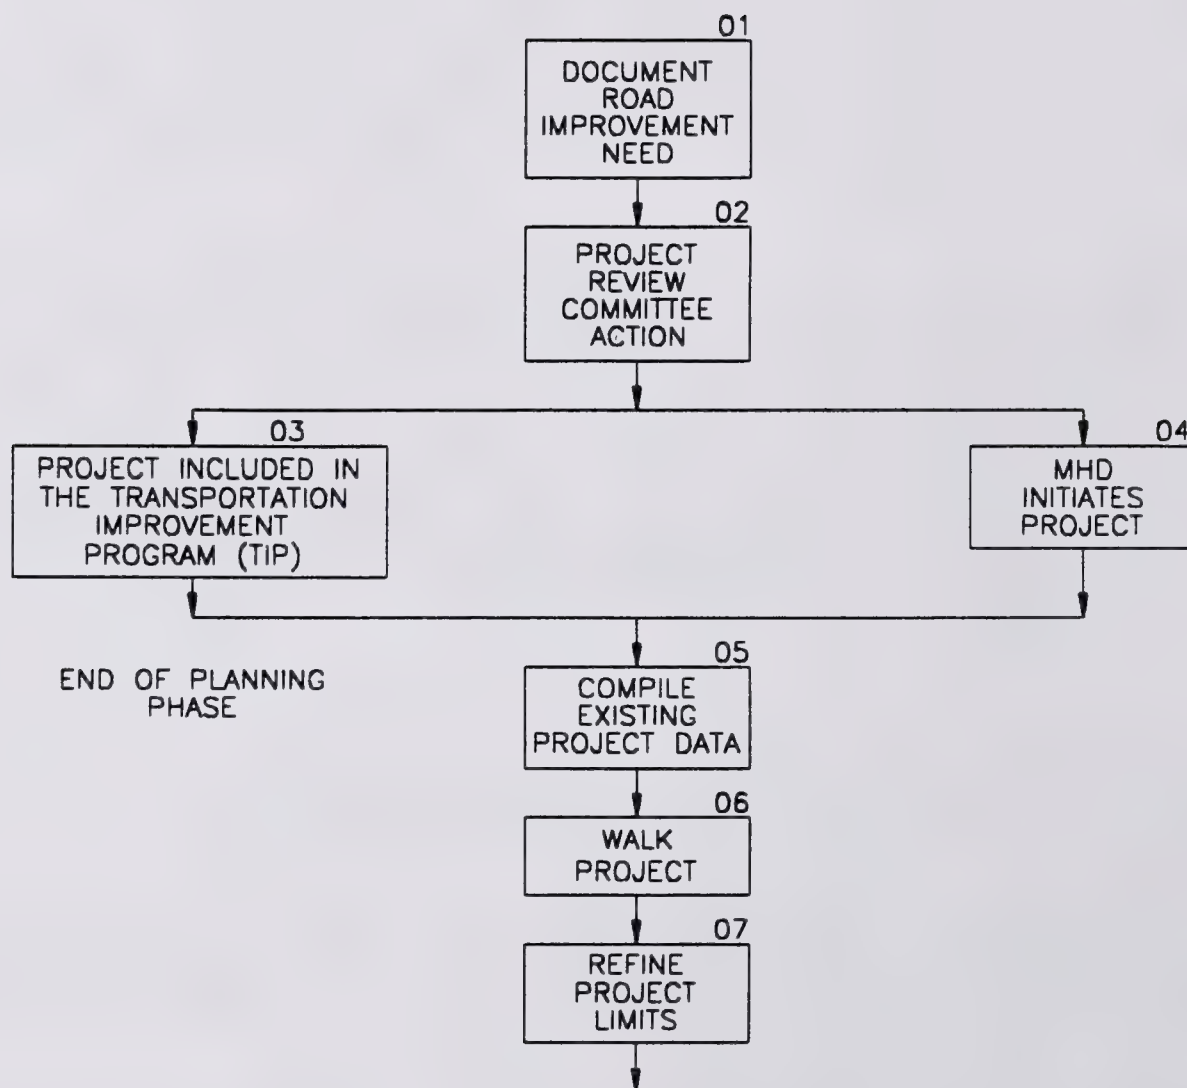 01
DOCUMENT
ROAD
IMPROVEMENT
NEED
02
PROJECT
REVIEW
COMMITTEE
ACTION
03
PROJECT INCLUDED IN
THE TRANSPORTATION
IMPROVEMENT
PROGRAM (TIP)
04
MHD
INITIATES
PROJECT
END OF PLANNING
PHASE
05
COMPILE
EXISTING
PROJECT DATA
06
WALK
PROJECT
07
REFINE
PROJECT
LIMITS